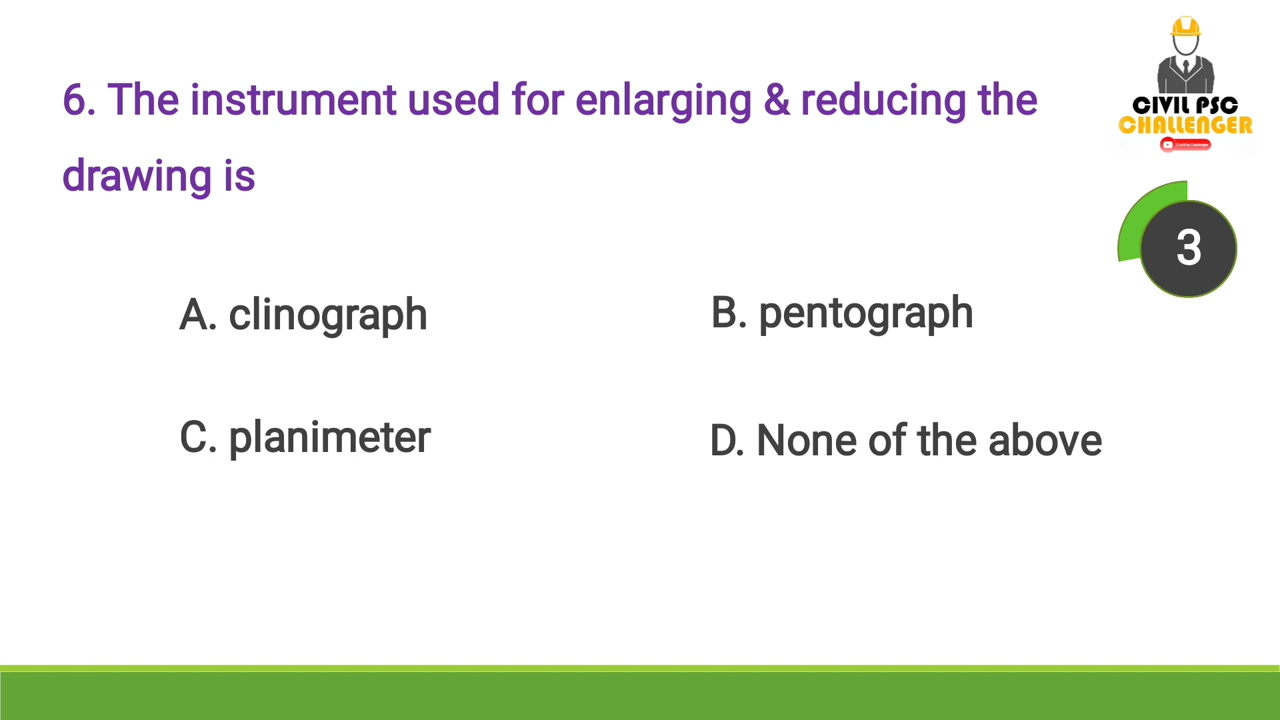 6. The instrument used for enlarging & reducing the
drawing is
CIVIL PSC
CHALLENGER
3
A. clinograph
B. pentograph
C. planimeter
D. None of the above